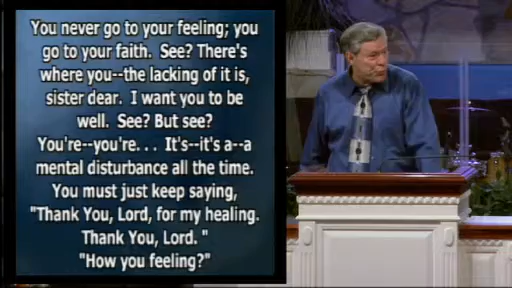 You never go to your feeling; you
go to your faith. See? There's
where you--the lacking of it is,
sister dear. I want you to be
well. See? But see?
You're--you're. . . It's--it's a--a
mental disturbance all the time.
You must just keep saying,
"Thank You, Lord, for my healing.
Thank You, Lord. "
"How you feeling?"